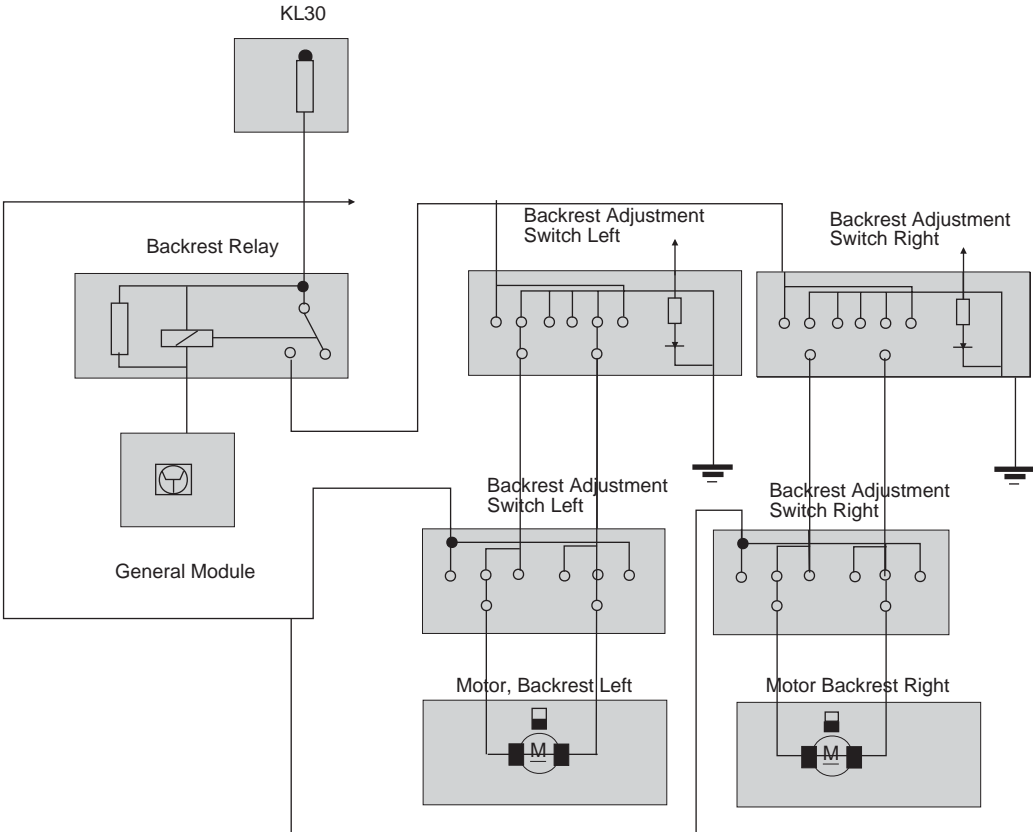 KL30
Backrest Adjustment
Switch Left
Backrest Adjustment
Switch Right
Backrest Relay
Backrest Adjustment
Switch Left
Backrest Adjustment
Switch Right
General Module
Motor, Backrest Left
Motor Backrest Right
M
M